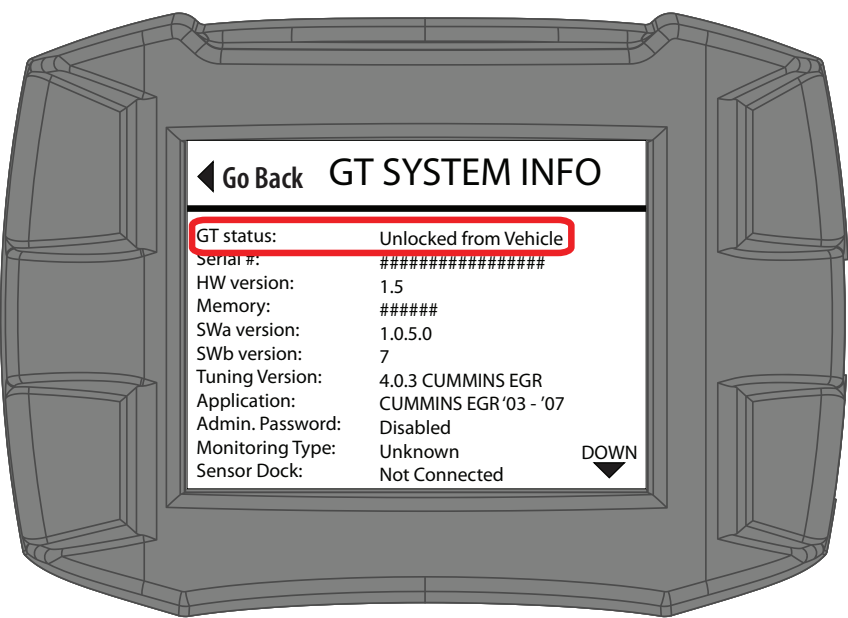 Go Back GT SYSTEM INFO
GT status: Unlocked from Vehicle
Serial #: #################
HW version: 1.5
Memory: ######
SWa version: 1.0.5.0
SWb version: 7
Tuning Version: 4.0.3 CUMMINS EGR
Application: CUMMINS EGR '03 - '07
Admin. Password: Disabled
Monitoring Type: Unknown
DOWN
Sensor Dock: Not Connected